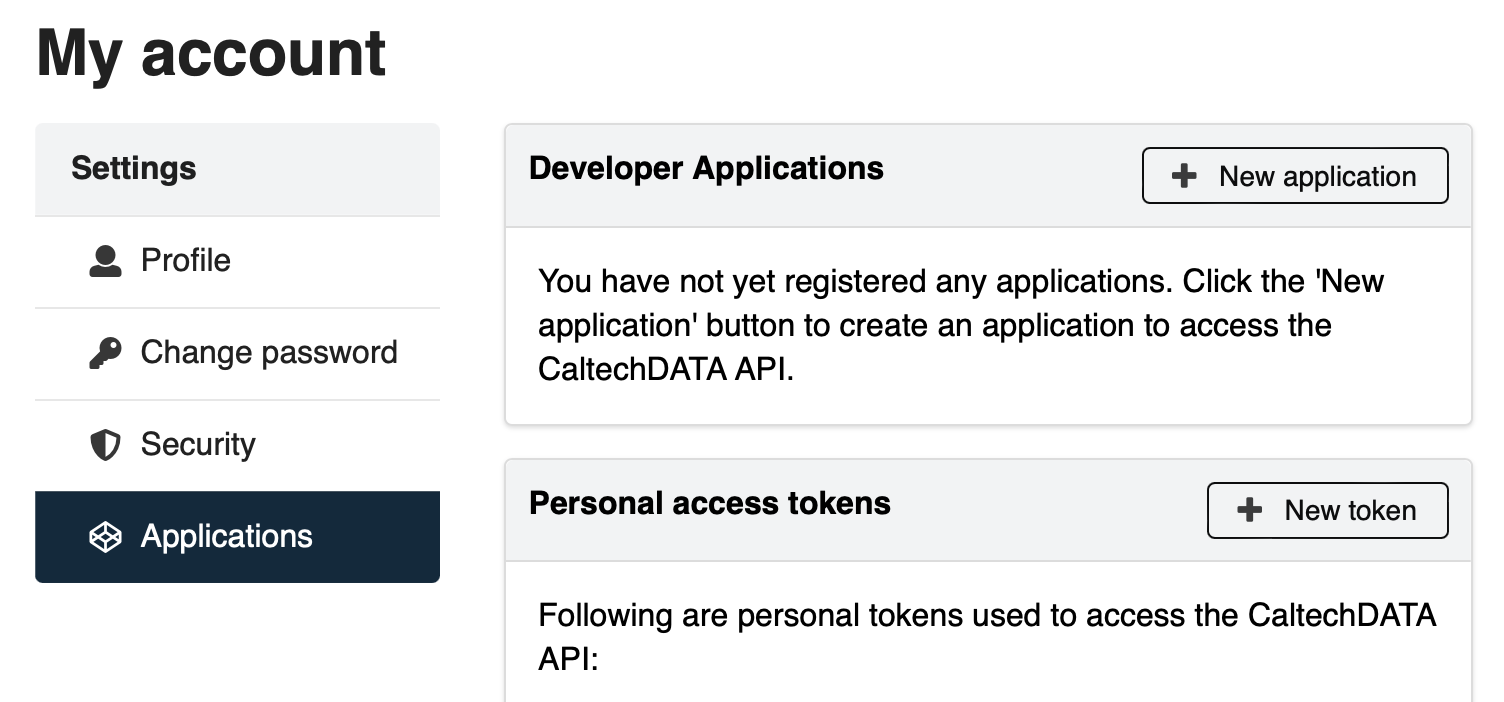 My account
Settings
Profile
Change password
Security
Applications
Developer Applications
New application
You have not yet registered any applications. Click the 'New
application' button to create an application to access the
CaltechDATA API.
Personal access tokens
New token
Following are personal tokens used to access the CaltechDATA
API: